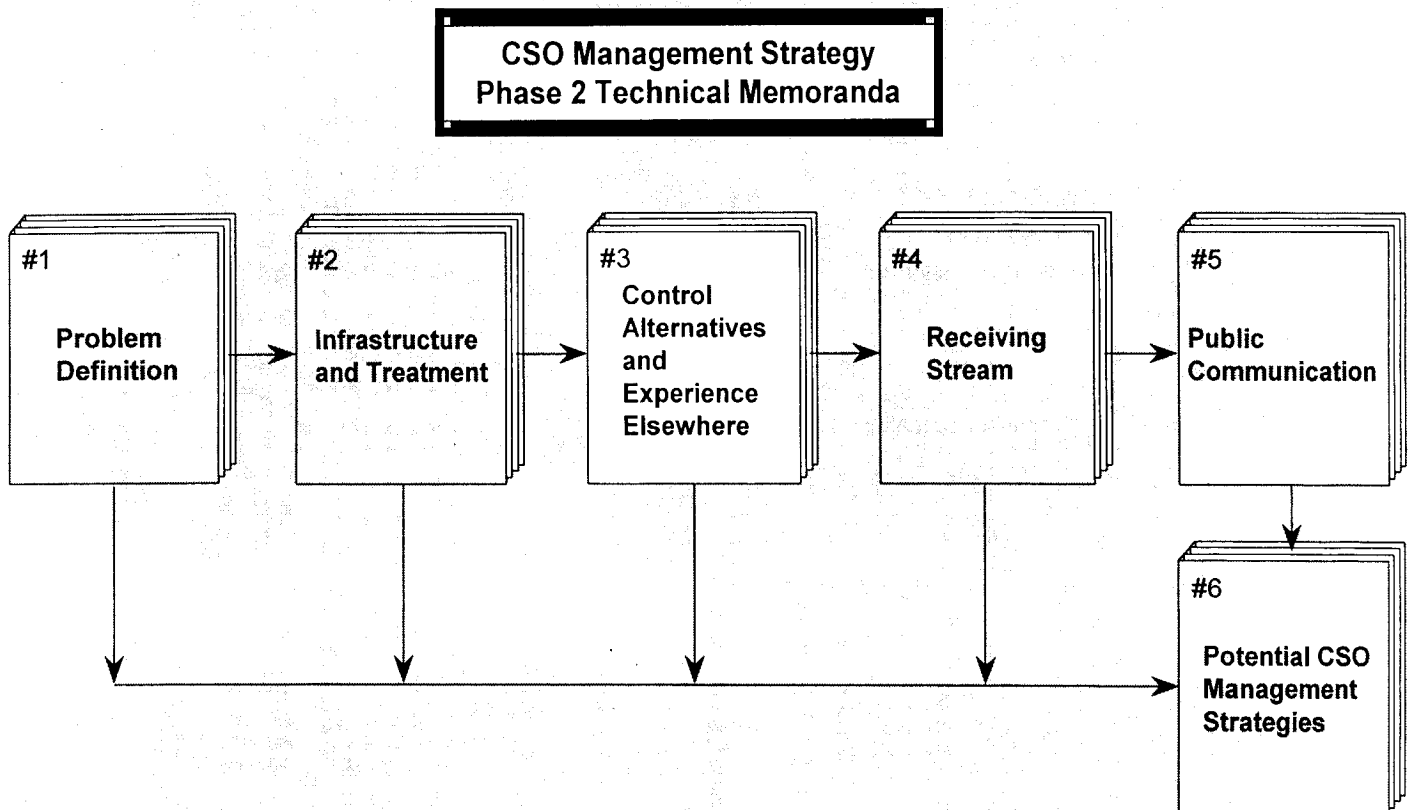 CSO Management Strategy
Phase 2 Technical Memoranda
#1
Problem
Definition
#2
Infrastructure
and Treatment
#3
Control
Alternatives
and
Experience
Elsewhere
#4
Receiving
Stream
#5
Public
Communication
#6
Potential CSO
Management
Strategies